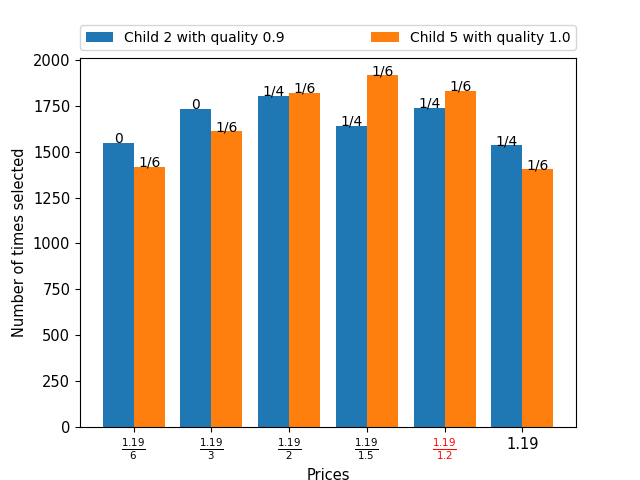 Child 2 with quality 0.9 Child 5 with quality 1.0
2000
1750
1500
1250
1000
750
500
250
0
Number of times selected
0 1/6 0 1/6 1/4 1/6 1/4 1/6 1/4 1/6 1/4 1/6
1.19/6 1.19/3 1.19/2 1.19/1.5 1.19/1.2 1.19
Prices